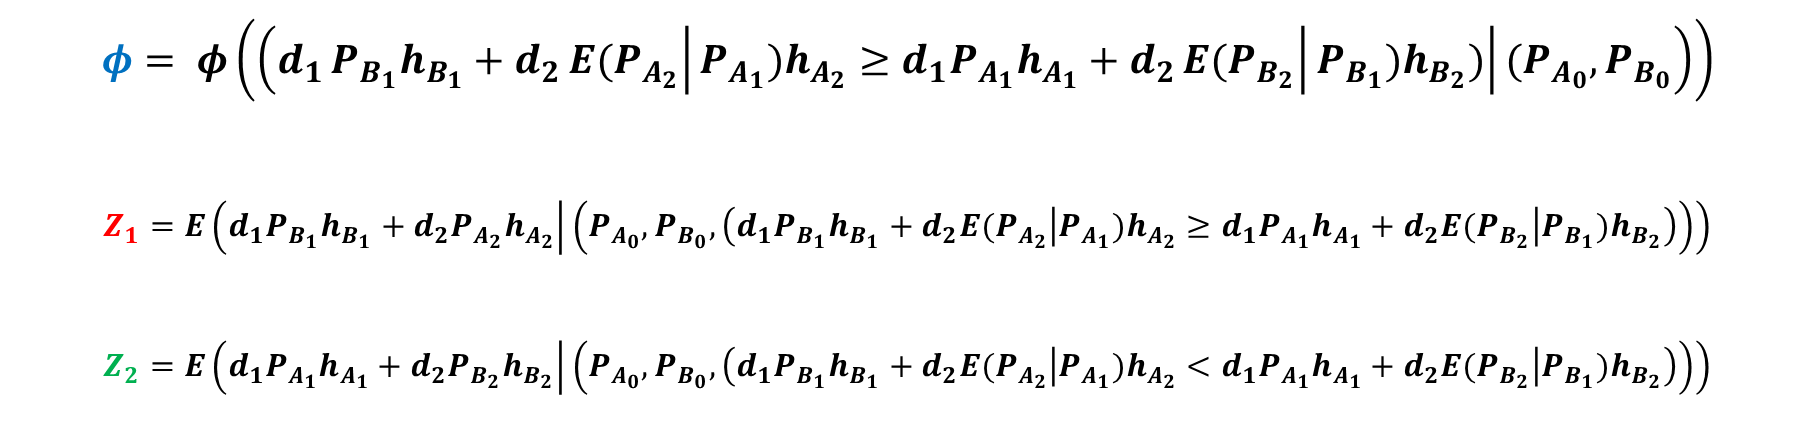 ϕ = ϕ((d₁ P_{B₁}h_{B₁} + d₂ E(P_{A₂}|P_{A₁})h_{A₂} ≥ d₁P_{A₁}h_{A₁} + d₂ E(P_{B₂}|P_{B₁})h_{B₂})|(P_{A₀}, P_{B₀}))
Z₁ = E(d₁P_{B₁}h_{B₁} + d₂P_{A₂}h_{A₂}|(P_{A₀}, P_{B₀}, (d₁P_{B₁}h_{B₁} + d₂E(P_{A₂}|P_{A₁})h_{A₂} ≥ d₁P_{A₁}h_{A₁} + d₂E(P_{B₂}|P_{B₁})h_{B₂})))
Z₂ = E(d₁P_{A₁}h_{A₁} + d₂P_{B₂}h_{B₂}|(P_{A₀}, P_{B₀}, (d₁P_{B₁}h_{B₁} + d₂E(P_{A₂}|P_{A₁})h_{A₂} < d₁P_{A₁}h_{A₁} + d₂E(P_{B₂}|P_{B₁})h_{B₂})))